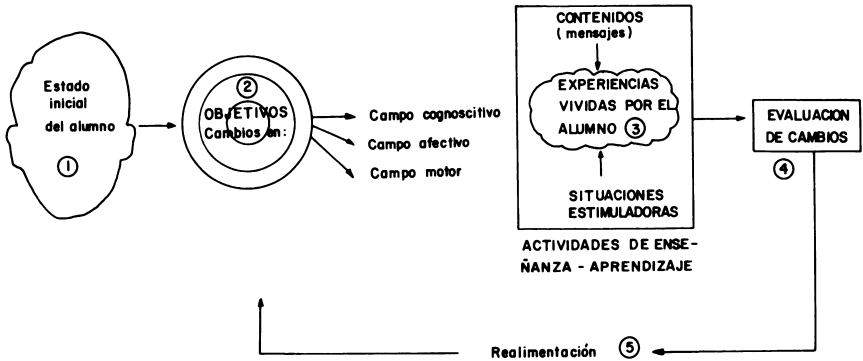 Estado
inicial
del alumno
1
2
OBJETIVOS
Cambios en:
Campo cognoscitivo
Campo afectivo
Campo motor
CONTENIDOS
(mensajes)
EXPERIENCIAS
VIVIDAS POR EL
ALUMNO 3
SITUACIONES
ESTIMULADORAS
ACTIVIDADES DE ENSE-
ÑANZA - APRENDIZAJE
EVALUACION
DE CAMBIOS
4
Realimentación 5